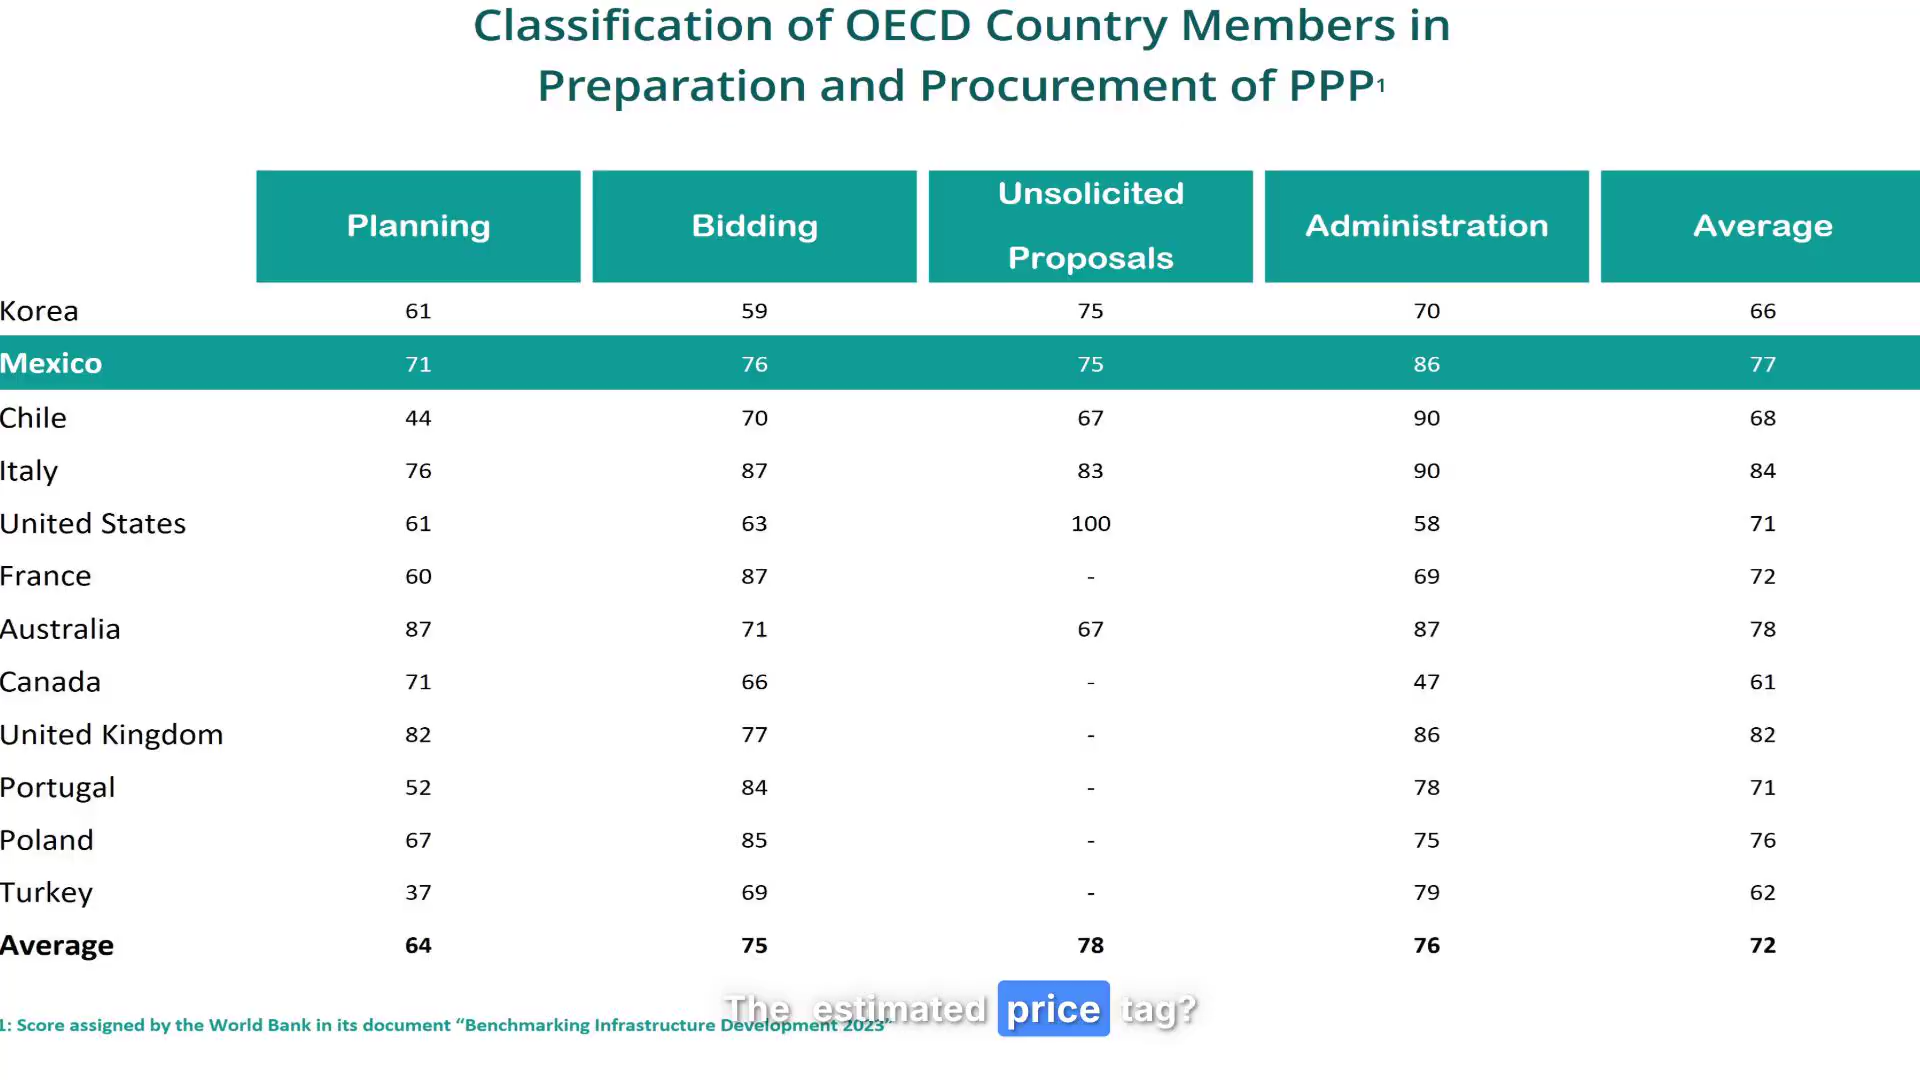 Classification of OECD Country Members in
Preparation and Procurement of PPP¹
Planning Bidding Unsolicited Proposals Administration Average
Korea 61 59 75 70 66
Mexico 71 76 75 86 77
Chile 44 70 67 90 68
Italy 76 87 83 90 84
United States 61 63 100 58 71
France 60 87 - 69 72
Australia 87 71 67 87 78
Canada 71 66 - 47 61
United Kingdom 82 77 - 86 82
Portugal 52 84 - 78 71
Poland 67 85 - 75 76
Turkey 37 69 - 79 62
Average 64 75 78 76 72
The estimated price tag?
1: Score assigned by the World Bank in its document “Benchmarking Infrastructure Development 2023”